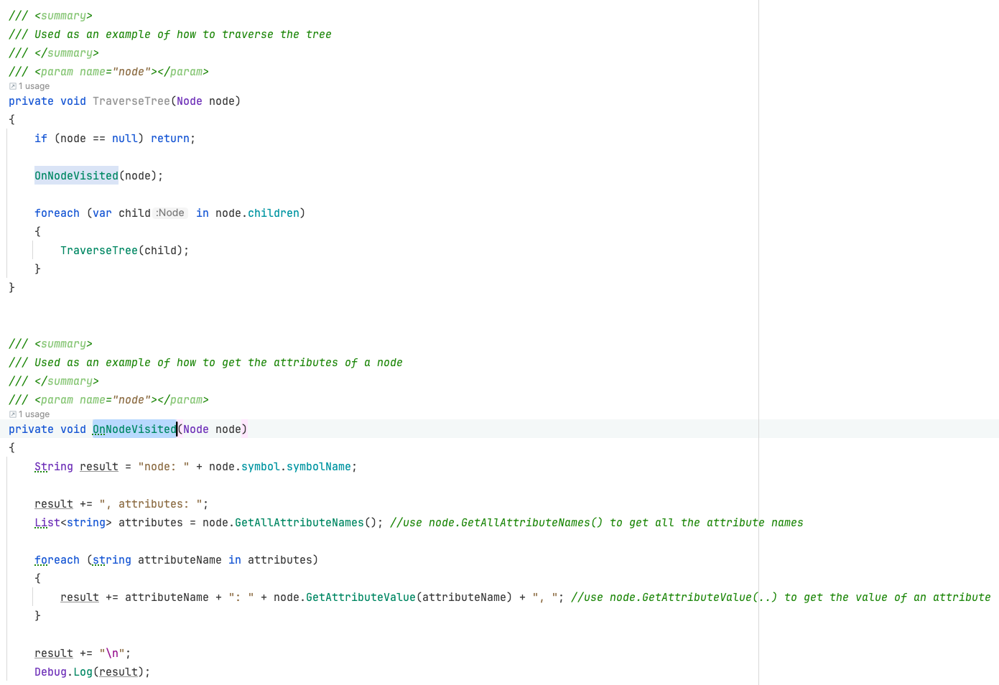 /// <summary>
/// Used as an example of how to traverse the tree
/// </summary>
/// <param name="node"></param>
1 usage
private void TraverseTree(Node node)
{
    if (node == null) return;

    OnNodeVisited(node);

    foreach (var child :Node in node.children)
    {
        TraverseTree(child);
    }
}

/// <summary>
/// Used as an example of how to get the attributes of a node
/// </summary>
/// <param name="node"></param>
1 usage
private void OnNodeVisited(Node node)
{
    String result = "node: " + node.symbol.symbolName;

    result += ", attributes: ";
    List<string> attributes = node.GetAllAttributeNames(); //use node.GetAllAttributeNames() to get all the attribute names

    foreach (string attributeName in attributes)
    {
        result += attributeName + ": " + node.GetAttributeValue(attributeName) + ", "; //use node.GetAttributeValue(..) to get the value of an attribute
    }

    result += "\n";
    Debug.Log(result);